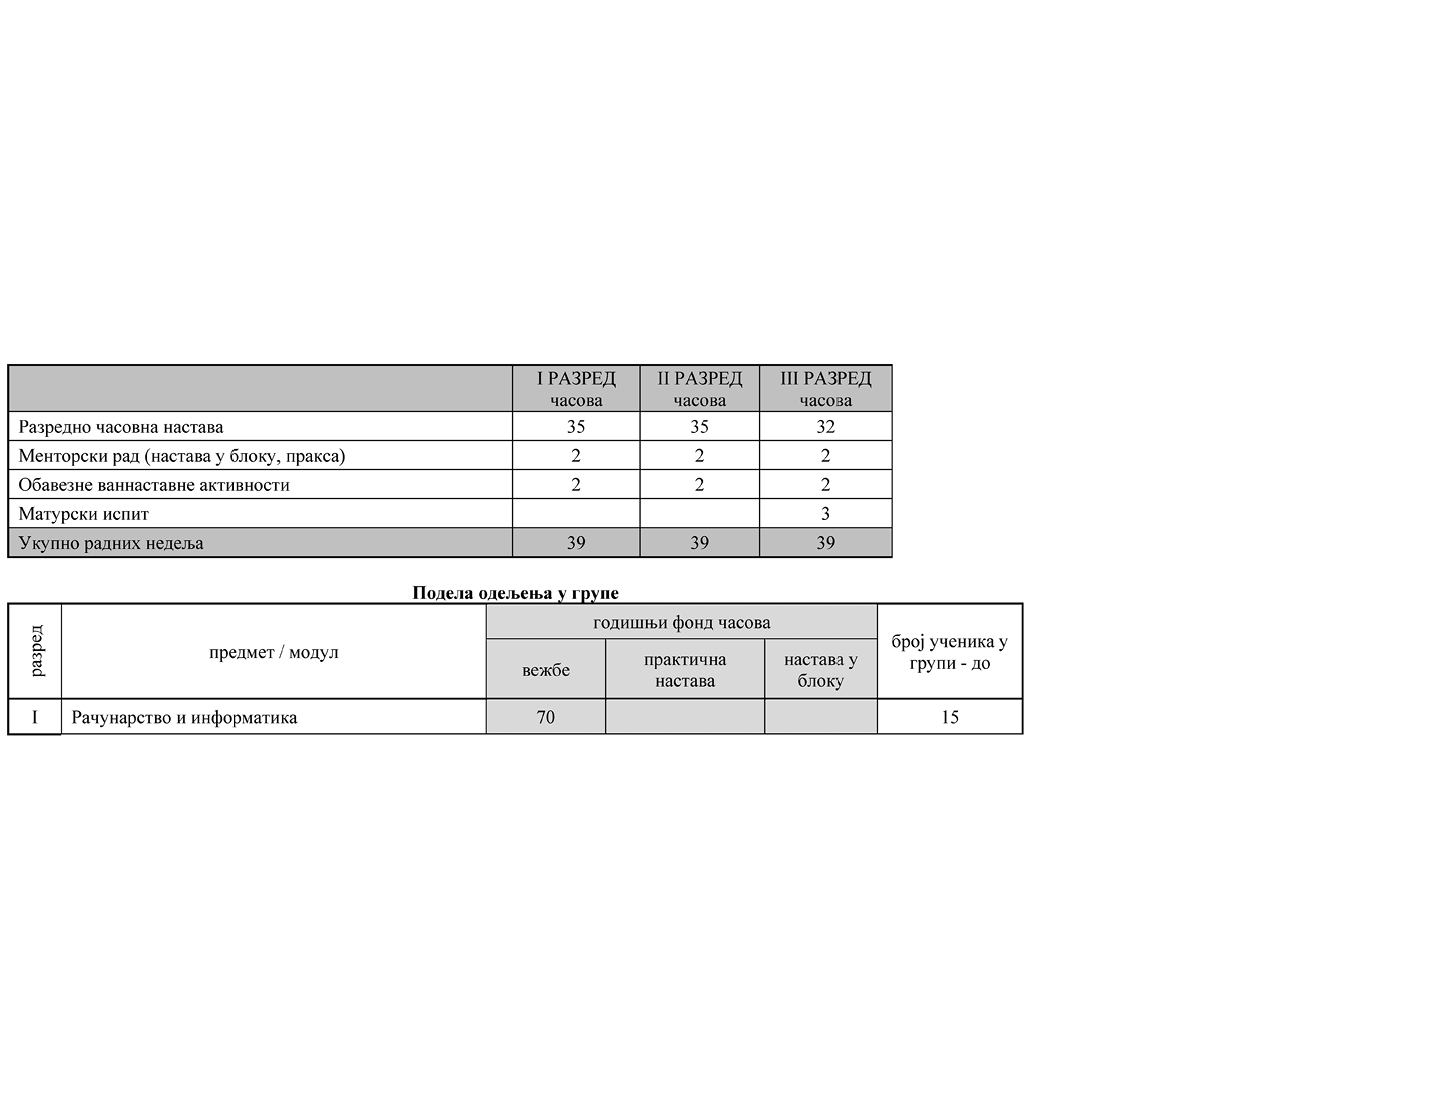 I РАЗРЕД II РАЗРЕД III РАЗРЕД
часова часова часова
Разредно часовна настава 35 35 32
Менторски рад (настава у блоку, пракса) 2 2 2
Обавезне ваннаставне активности 2 2 2
Матурски испит 3
Укупно радних недеља 39 39 39
Подела одељења у групе
разред
предмет / модул
годишњи фонд часова
вежбе
практична
настава
настава у
блоку
број ученика у
групи - до
I Рачунарство и информатика 70 15